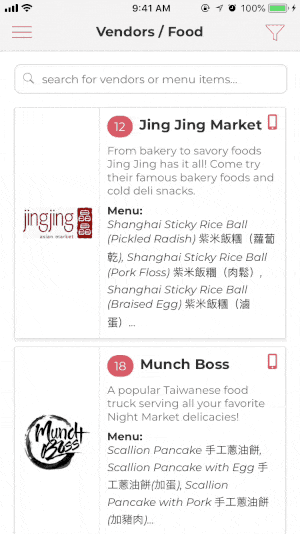 9:41 AM 100%
Vendors / Food
search for vendors or menu items...
12 Jing Jing Market
From bakery to savory foods
Jing Jing has it all! Come try
their famous bakery foods and
cold deli snacks.
jingjing
asian market
Menu:
Shanghai Sticky Rice Ball
(Pickled Radish) 紫米飯糰（蘿蔔
乾）, Shanghai Sticky Rice Ball
(Pork Floss) 紫米飯糰（肉鬆）,
Shanghai Sticky Rice Ball
(Braised Egg) 紫米飯糰（滷
蛋）...
18 Munch Boss
A popular Taiwanese food
truck serving all your favorite
Night Market delicacies!
Munch
Boss
Menu:
Scallion Pancake 手工蔥油餅,
Scallion Pancake with Egg 手
工蔥油餅(加蛋), Scallion
Pancake with Pork 手工蔥油餅
(加豬肉)...